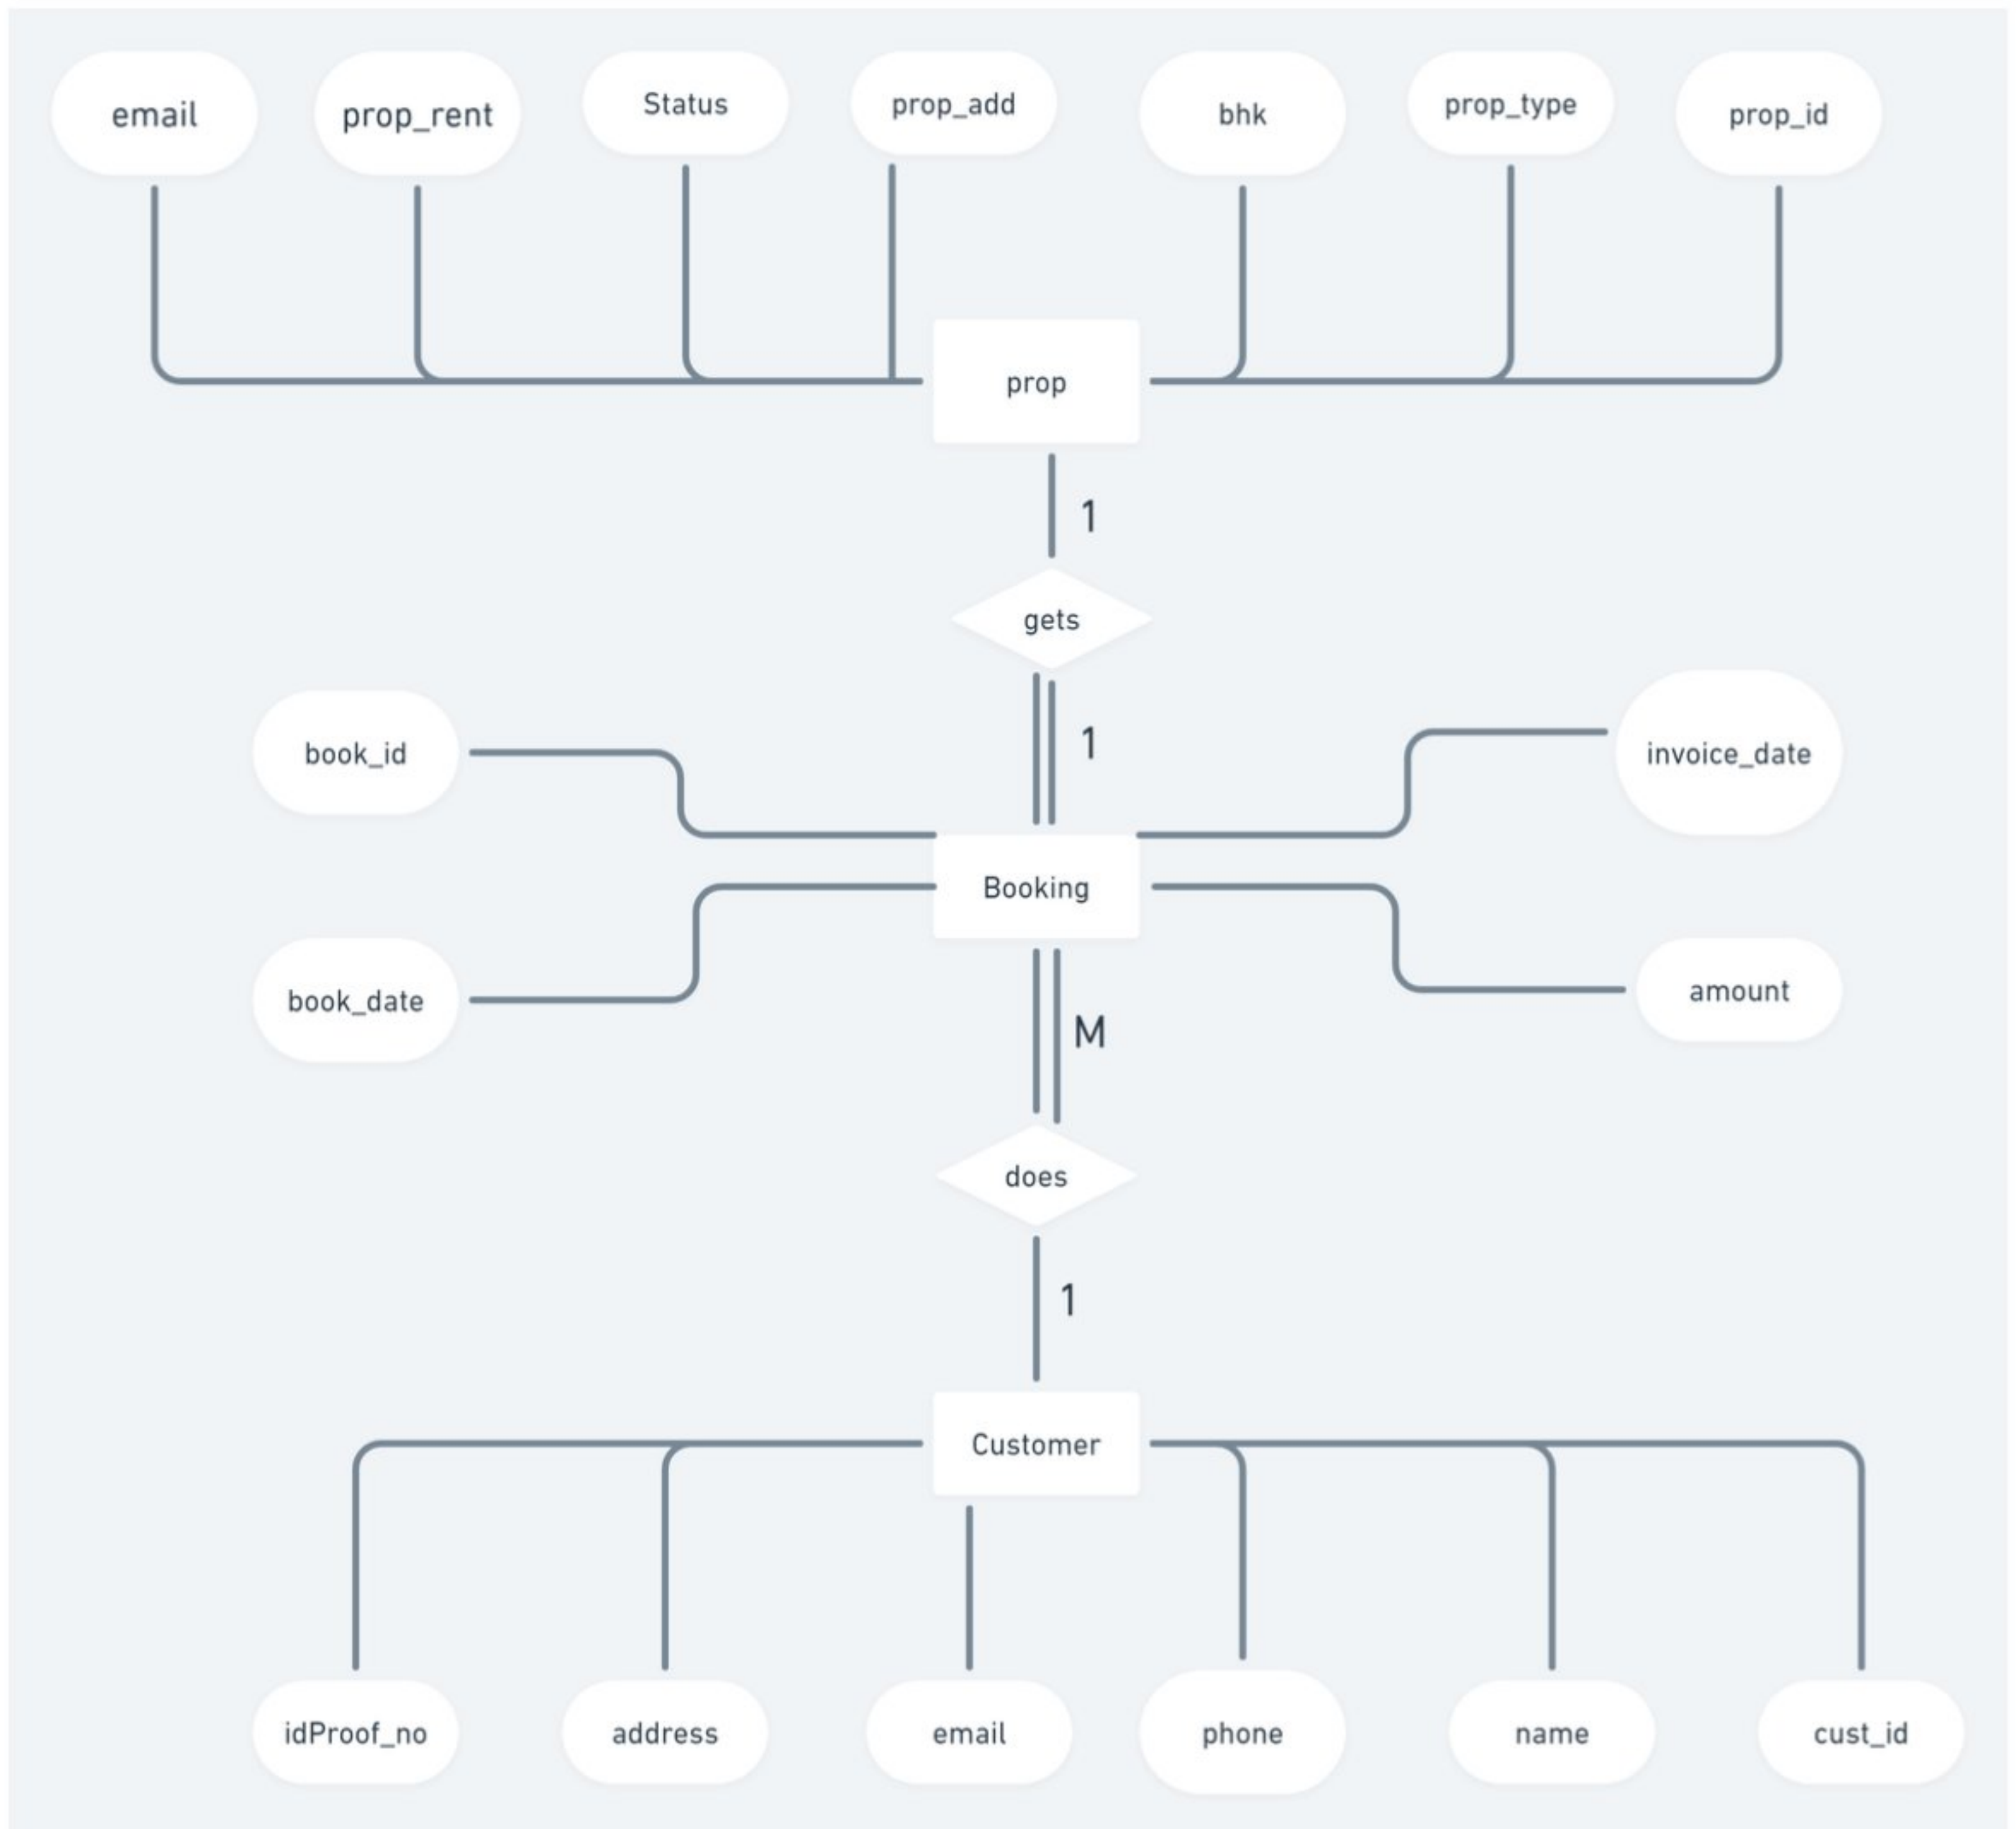 email
prop_rent
Status
prop_add
bhk
prop_type
prop_id
prop
1
gets
1
book_id
invoice_date
Booking
book_date
amount
M
does
1
Customer
idProof_no
address
email
phone
name
cust_id